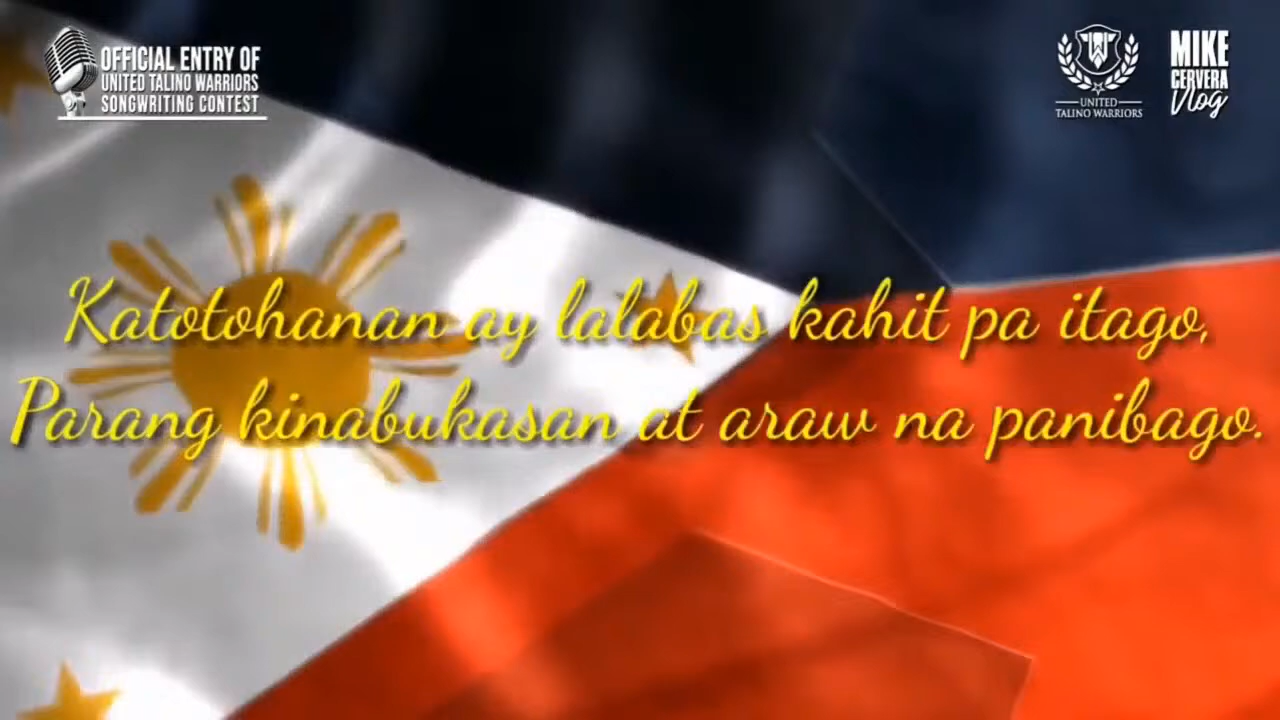 OFFICIAL ENTRY OF
UNITED TALINO WARRIORS
SONGWRITING CONTEST
UNITED
TALINO WARRIORS
MIKE
CERVERA
Vlog
Katotohanan ay lalabas kahit pa itago,
Parang kinabukasan at araw na panibago.